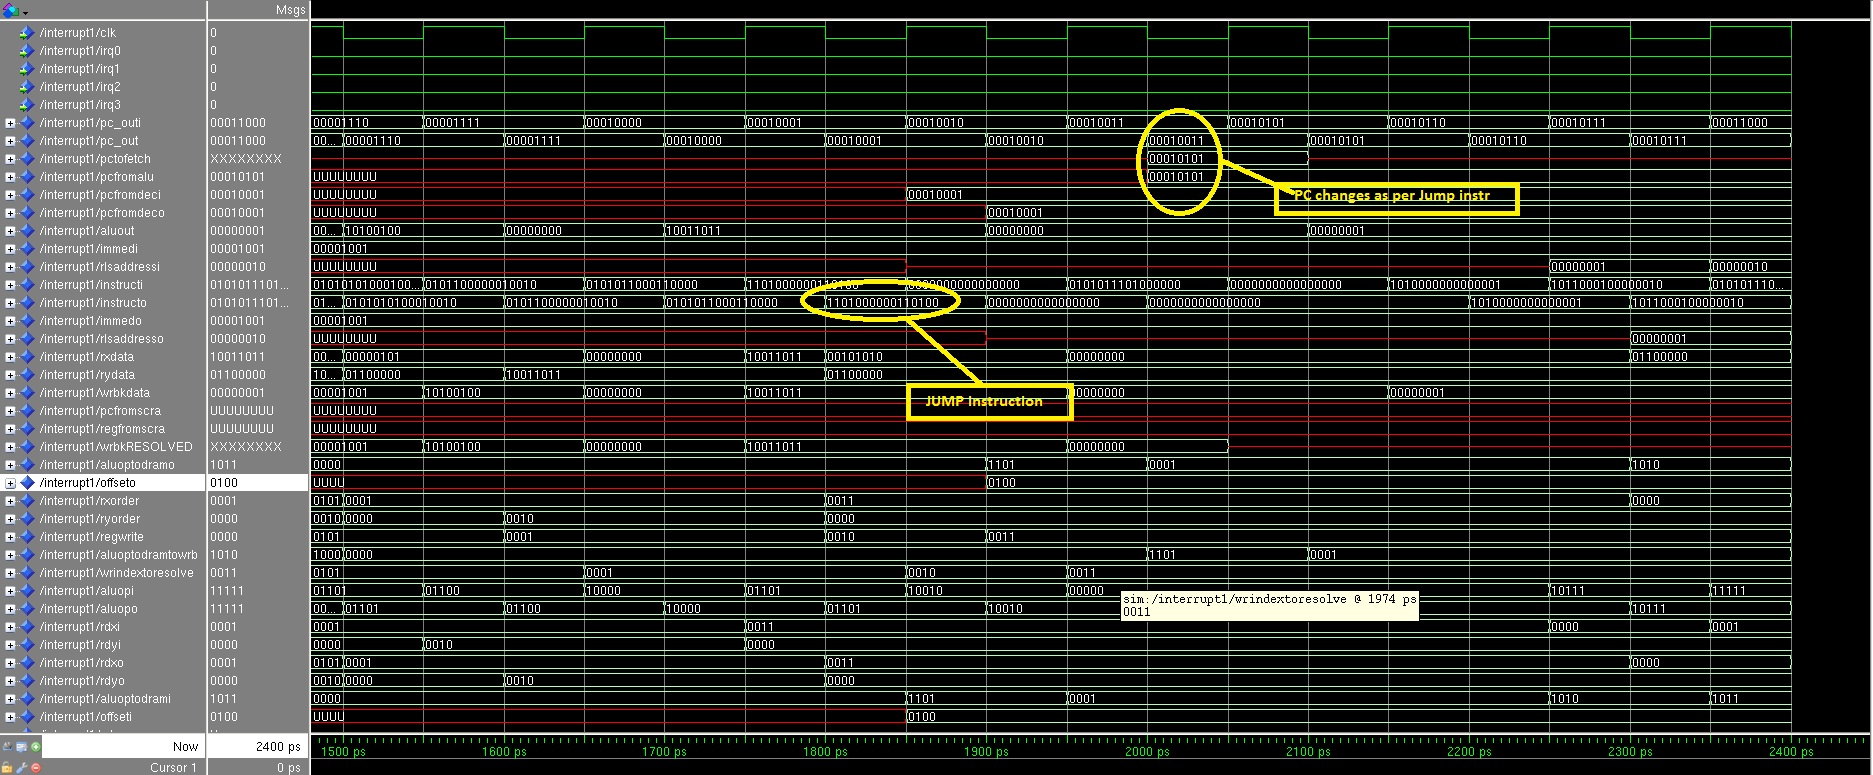 Msgs
/interrupt1/clk 0
/interrupt1/irq0 0
/interrupt1/irq1 0
/interrupt1/irq2 0
/interrupt1/irq3 0
/interrupt1/pc_outi 00011000 00001110 00001111 00010000 00010001 00010010 00010011 00010101 00010110 00010111 00011000
/interrupt1/pc_out 00011000 00... 00001110 00001111 00010000 00010001 00010010 00010011 00010101 00010110 00010111
/interrupt1/pctofetch XXXXXXXX 00010101
/interrupt1/pcfromalu 00010101 UUUUUUUU 00010101
/interrupt1/pcfromdeci 00010001 UUUUUUUU 00010001
PC changes as per Jump instr
/interrupt1/pcfromdeco 00010001 UUUUUUUU 00010001
/interrupt1/aluout 00000001 00... 10100100 00000000 10011011 00000000 00000001
/interrupt1/immedi 00001001 00001001
/interrupt1/rlsaddressi 00000010 UUUUUUUU 00000001 00000010
/interrupt1/instructi 0101011101... 0101010100010... 0101100000010010 0101011000110000 1101000000110100 0000000000000000 0101011101000000 0000000000000000 1010000000000001 1011000100000010 010101110...
/interrupt1/instructo 0101011101... 01... 0101010100010010 0101100000010010 0101011000110000 1101000000110100 0000000000000000 0000000000000000 1010000000000001 1011000100000010
/interrupt1/immedo 00001001 00001001
/interrupt1/rlsaddresso 00000010 UUUUUUUU 00000001
/interrupt1/rxdata 10011011 00... 00000101 00000000 10011011 00101010 00000000 01100000
/interrupt1/rydata 01100000 10... 01100000 10011011 01100000
/interrupt1/wrbkdata 00000001 00001001 10100100 00000000 10011011 00000000 00000001
JUMP instruction
/interrupt1/pcfromscra UUUUUUUU UUUUUUUU
/interrupt1/regfromscra UUUUUUUU UUUUUUUU
/interrupt1/wrbkRESOLVED XXXXXXXX 00001001 10100100 00000000 10011011 00000000
/interrupt1/aluoptodramo 1011 0000 1101 0001 1010
/interrupt1/offseto 0100 UUUU 0100
/interrupt1/rxorder 0001 0101 0001 0011 0000
/interrupt1/ryorder 0000 0010 0000 0010 0000
/interrupt1/regwrite 0000 0101 0001 0010 0011
/interrupt1/aluoptodramtowrb 1010 1000 0000 1101 0001
/interrupt1/wrindextoresolve 0011 0101 0001 0010 0011
/interrupt1/aluopi 11111 01101 01100 10000 01101 10010 00000 10111 11111
/interrupt1/aluopo 11111 00... 01101 01100 10000 01101 10010 10111
sim:/interrupt1/wrindextoresolve @ 1974 ps
0011
/interrupt1/rdxi 0001 0001 0011 0000 0001
/interrupt1/rdyi 0000 0000 0010 0000
/interrupt1/rdxo 0001 0101 0001 0011 0000
/interrupt1/rdyo 0000 0010 0000 0010 0000
/interrupt1/aluoptodrami 1011 0000 1101 0001 1010 1011
/interrupt1/offseti 0100 UUUU 0100
Now 2400 ps 1500 ps 1600 ps 1700 ps 1800 ps 1900 ps 2000 ps 2100 ps 2200 ps 2300 ps 2400 ps
Cursor 1 0 ps